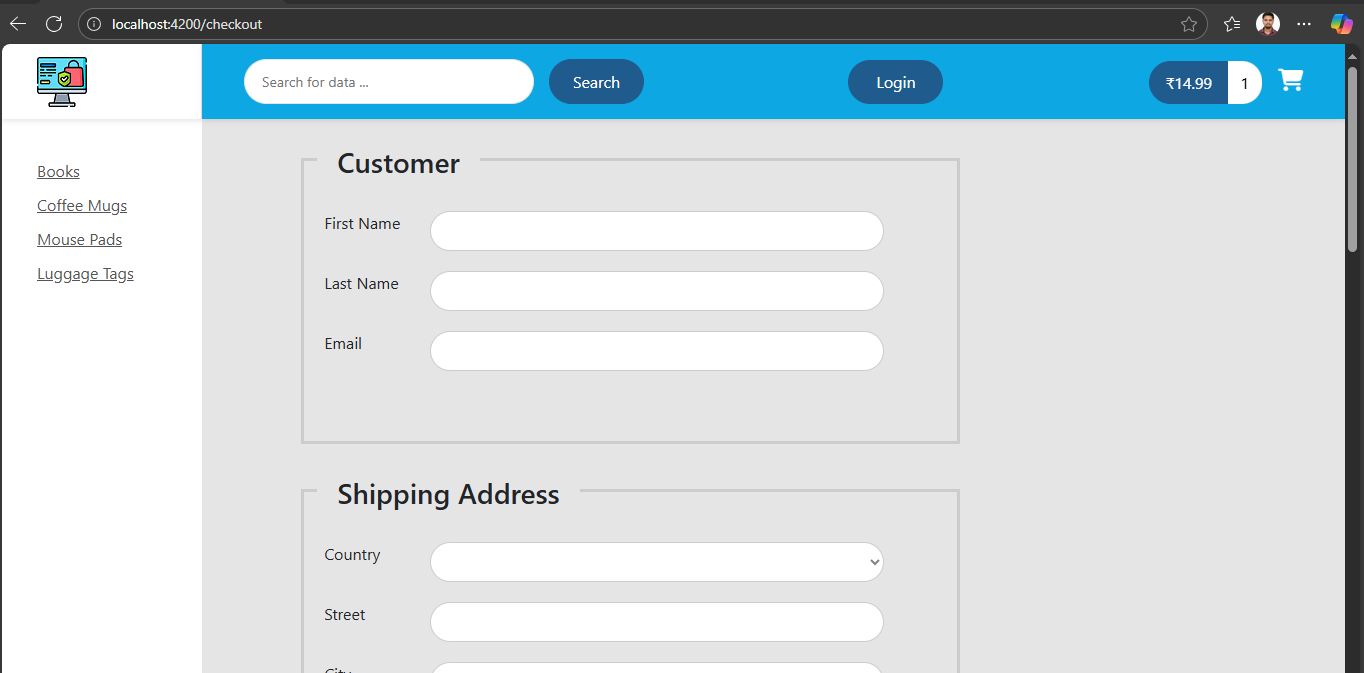 localhost:4200/checkout
Search for data ...
Search
Login
₹14.99
1
Books
Coffee Mugs
Mouse Pads
Luggage Tags
Customer
First Name
Last Name
Email
Shipping Address
Country
Street
City